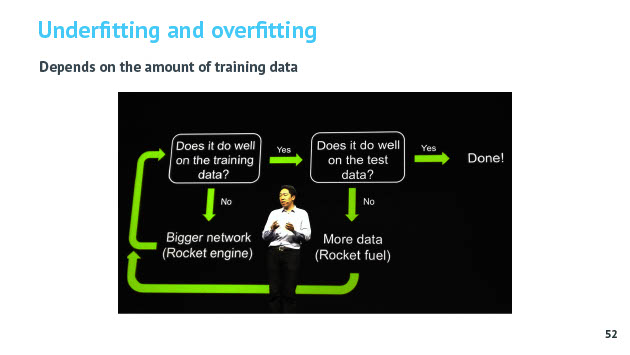 Underfitting and overfitting
Depends on the amount of training data
Does it do well
on the training
data?
Yes
Does it do well
on the test
data?
Yes
Done!
No
No
Bigger network
(Rocket engine)
More data
(Rocket fuel)
52